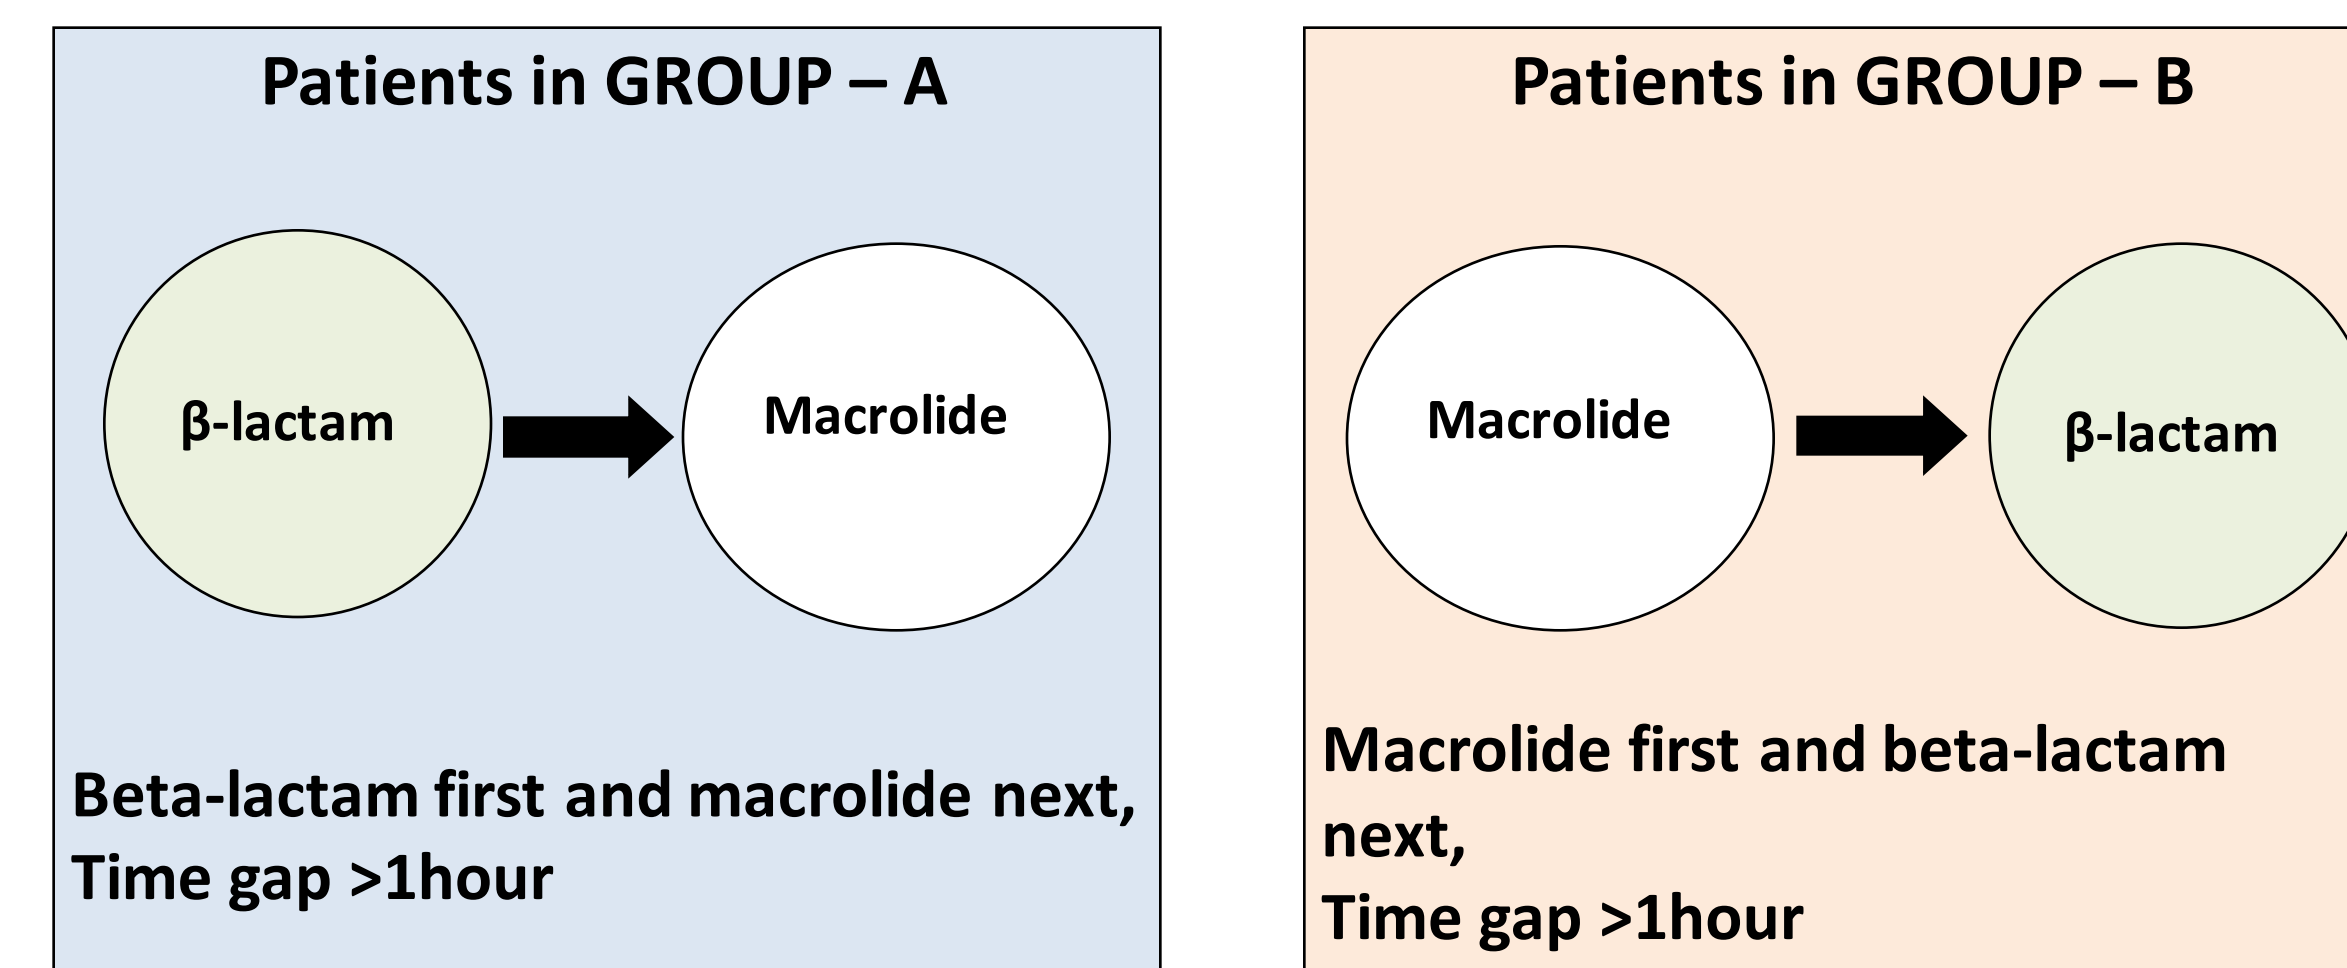 Patients in GROUP – A
β-lactam
Macrolide
Beta-lactam first and macrolide next,
Time gap >1hour
Patients in GROUP – B
Macrolide
β-lactam
Macrolide first and beta-lactam
next,
Time gap >1hour